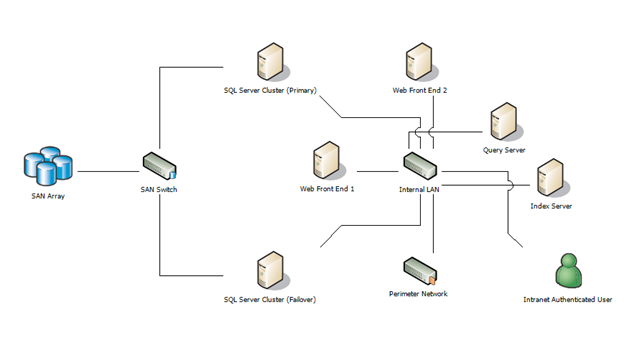 SQL Server Cluster (Primary)
Web Front End 2
Query Server
SAN Array
SAN Switch
Web Front End 1
Internal LAN
Index Server
SQL Server Cluster (Failover)
Perimeter Network
Intranet Authenticated User